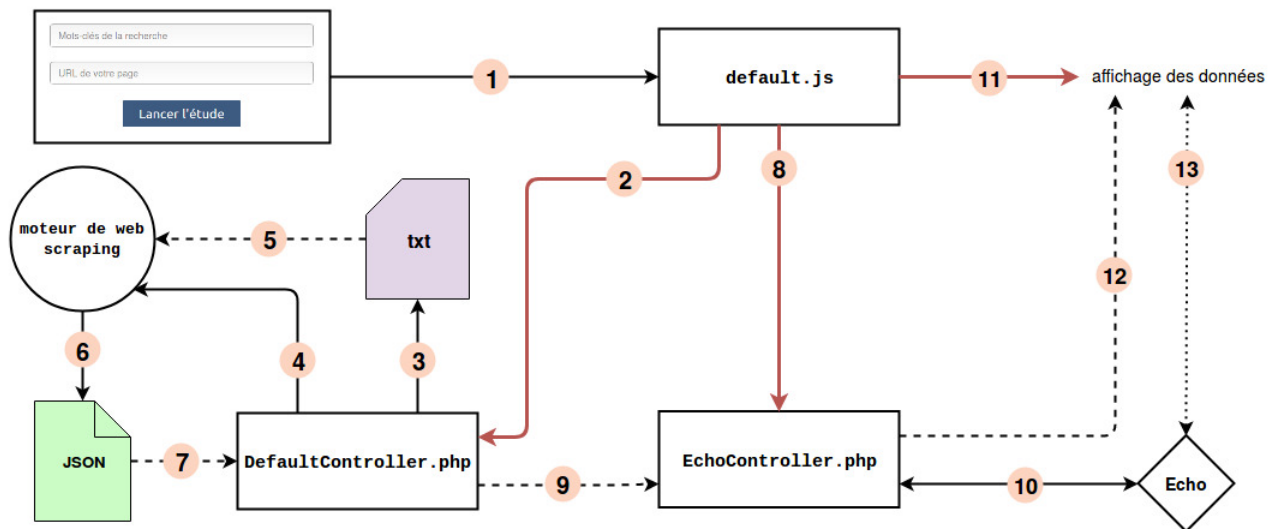 Mots-clés de la recherche
URL de votre page
Lancer l'étude
1
default.js
11
affichage des données
2
8
13
moteur de web
scraping
5
txt
12
6
4
3
JSON
7
DefaultController.php
9
EchoController.php
10
Echo